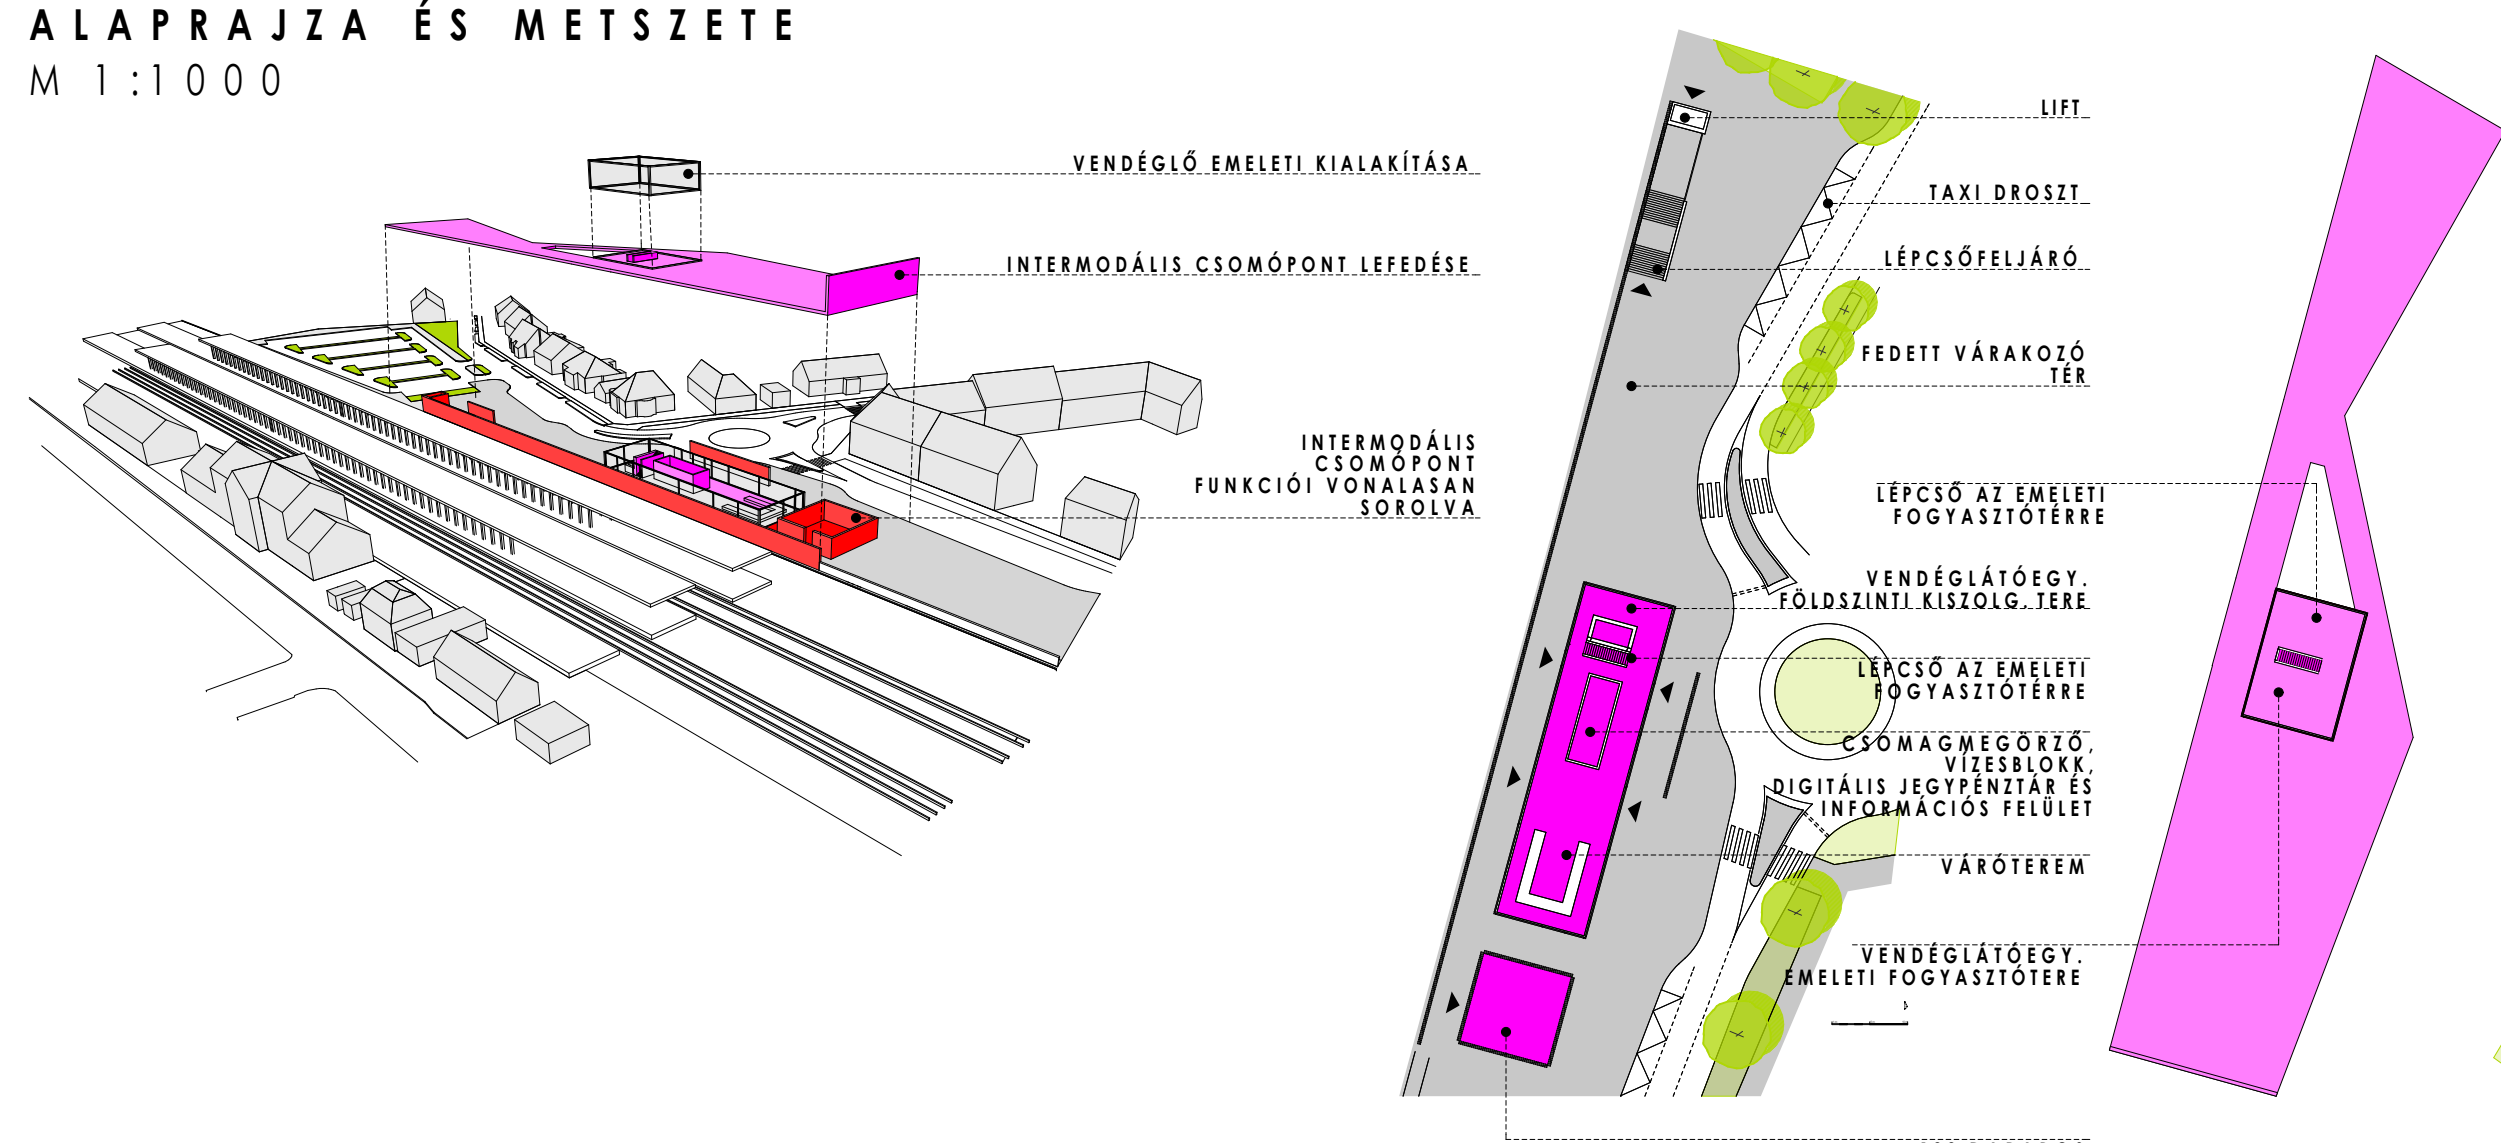 ALAPRAJZA ÉS METSZETE
M 1:1000
VENDÉGLŐ EMELETI KIALAKÍTÁSA
INTERMODÁLIS CSOMÓPONT LEFEDÉSE
INTERMODÁLIS
CSOMÓPONT
FUNKCIÓI VONALASAN
SOROLVA
LIFT
TAXI DROSZT
LÉPCSŐFELJÁRÓ
FEDETT VÁRAKOZÓ
TÉR
LÉPCSŐ AZ EMELETI
FOGYASZTÓTÉRRE
VENDÉGLÁTÓEGY.
FÖLDSZINTI KISZOLG. TERE
LÉPCSŐ AZ EMELETI
FOGYASZTÓTÉRRE
CSOMAGMEGÖRZŐ,
VÍZESBLOKK,
DIGITÁLIS JEGYPÉNZTÁR ÉS
INFORMÁCIÓS FELÜLET
VÁRÓTEREM
VENDÉGLÁTÓEGY.
EMELETI FOGYASZTÓTERE